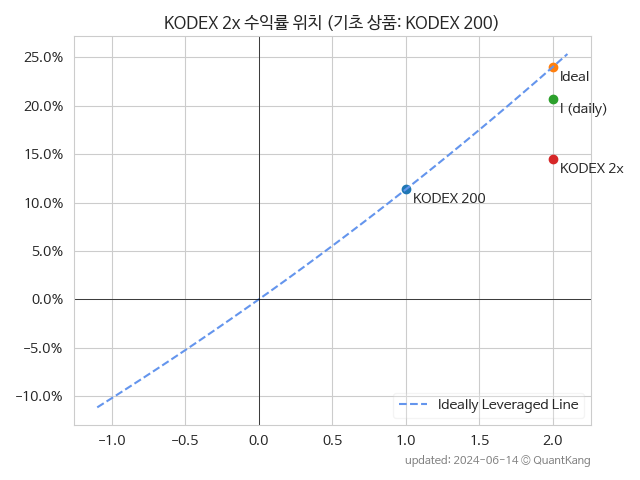 KODEX 2x 수익률 위치 (기초 상품: KODEX 200)
25.0%
20.0%
15.0%
10.0%
5.0%
0.0%
−5.0%
−10.0%
Ideal
I (daily)
KODEX 2x
KODEX 200
Ideally Leveraged Line
−1.0 −0.5 0.0 0.5 1.0 1.5 2.0
updated: 2024-06-14 © QuantKang